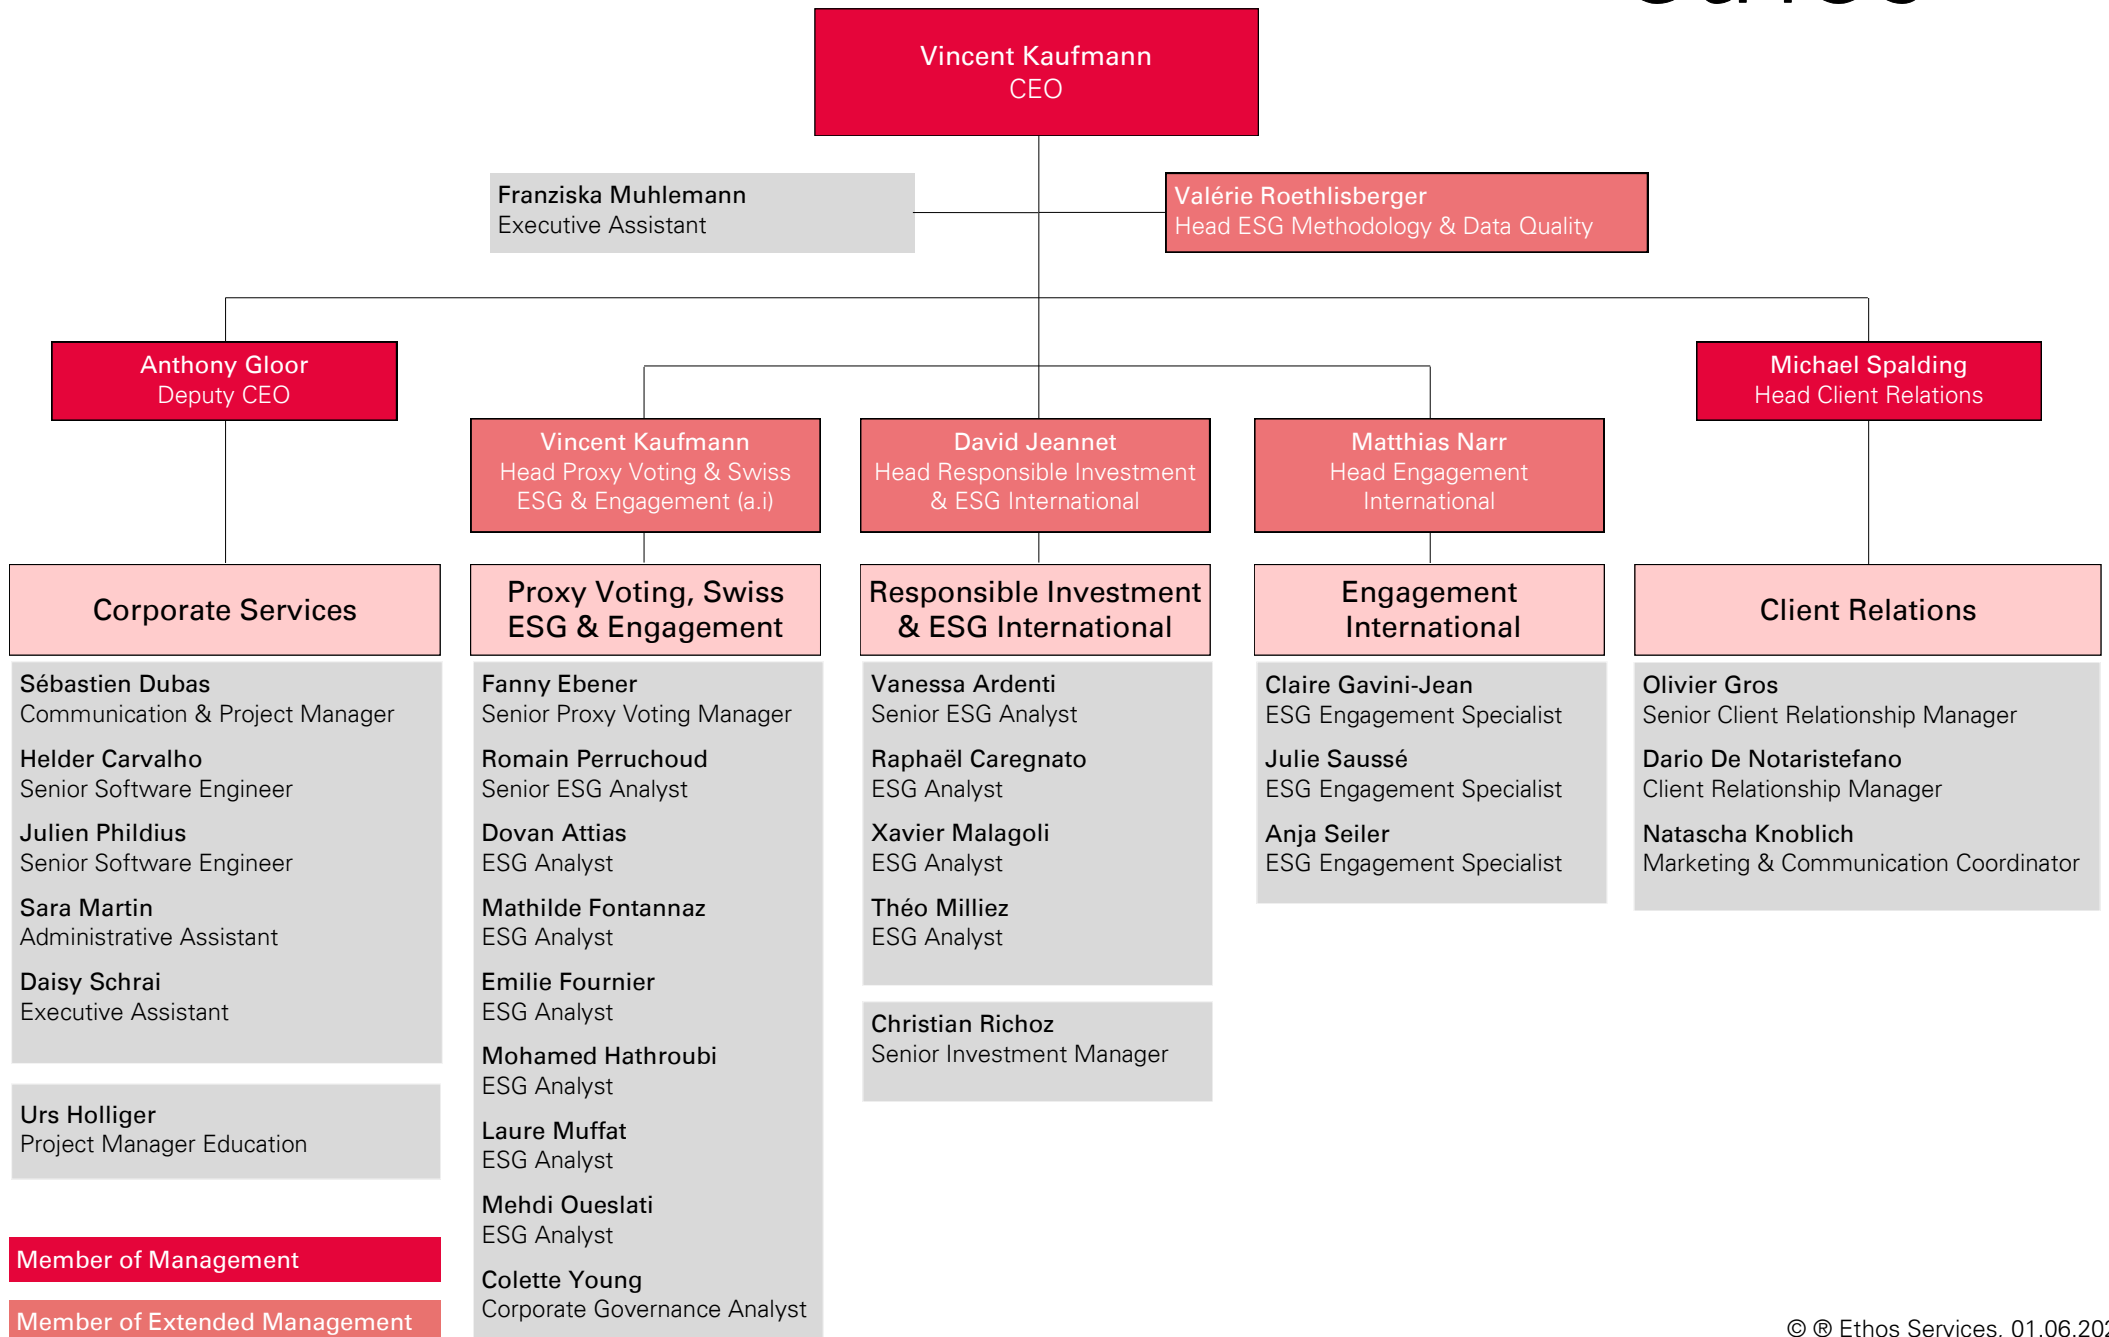 Vincent Kaufmann
CEO
Franziska Muhlemann
Executive Assistant
Valérie Roethlisberger
Head ESG Methodology & Data Quality
Anthony Gloor
Deputy CEO
Michael Spalding
Head Client Relations
Vincent Kaufmann
Head Proxy Voting & Swiss
ESG & Engagement (a.i)
David Jeannet
Head Responsible Investment
& ESG International
Matthias Narr
Head Engagement
International
Corporate Services
Sébastien Dubas
Communication & Project Manager
Helder Carvalho
Senior Software Engineer
Julien Phildius
Senior Software Engineer
Sara Martin
Administrative Assistant
Daisy Schrai
Executive Assistant
Urs Holliger
Project Manager Education
Proxy Voting, Swiss
ESG & Engagement
Fanny Ebener
Senior Proxy Voting Manager
Romain Perruchoud
Senior ESG Analyst
Dovan Attias
ESG Analyst
Mathilde Fontannaz
ESG Analyst
Emilie Fournier
ESG Analyst
Mohamed Hathroubi
ESG Analyst
Laure Muffat
ESG Analyst
Mehdi Oueslati
ESG Analyst
Colette Young
Corporate Governance Analyst
Responsible Investment
& ESG International
Vanessa Ardenti
Senior ESG Analyst
Raphaël Caregnato
ESG Analyst
Xavier Malagoli
ESG Analyst
Théo Milliez
ESG Analyst
Christian Richoz
Senior Investment Manager
Engagement
International
Claire Gavini-Jean
ESG Engagement Specialist
Julie Saussé
ESG Engagement Specialist
Anja Seiler
ESG Engagement Specialist
Client Relations
Olivier Gros
Senior Client Relationship Manager
Dario De Notaristefano
Client Relationship Manager
Natascha Knoblich
Marketing & Communication Coordinator
Member of Management
Member of Extended Management
© ® Ethos Services, 01.06.202